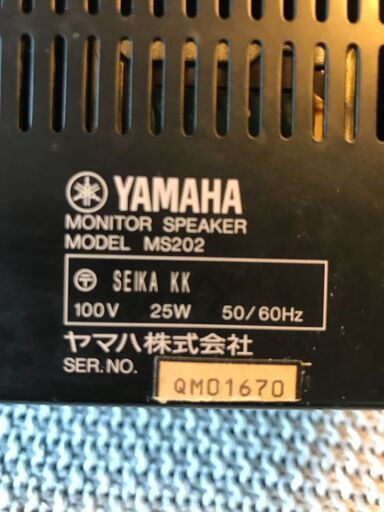 YAMAHA
MONITOR SPEAKER
MODEL MS202
〒 SEIKA KK
100V 25W 50/60Hz
ヤマハ株式会社
SER.NO. QM01670